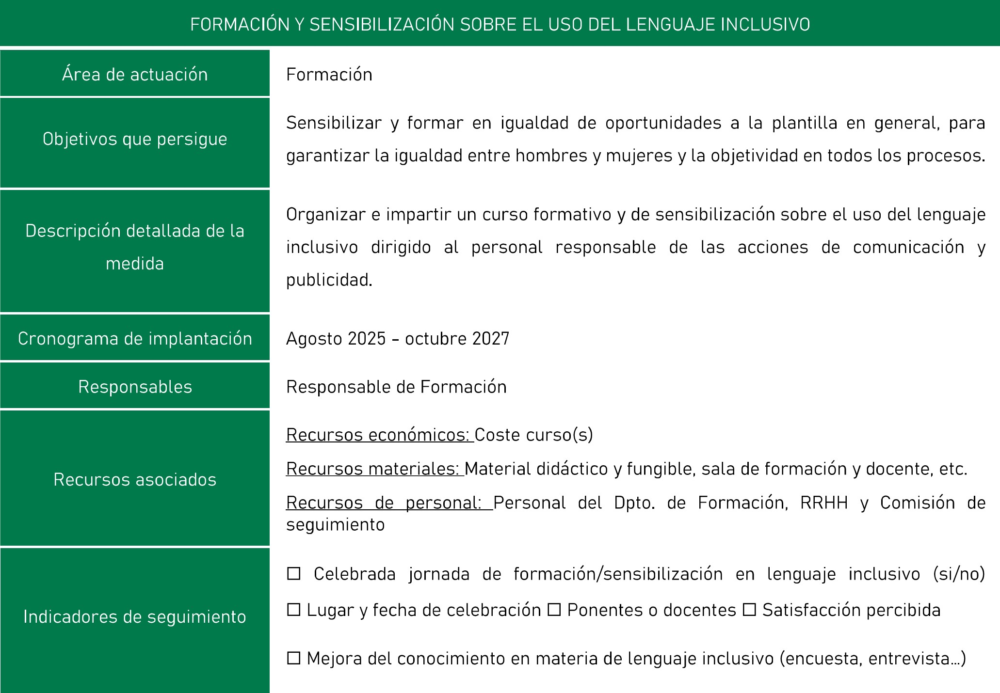 FORMACIÓN Y SENSIBILIZACIÓN SOBRE EL USO DEL LENGUAJE INCLUSIVO
Área de actuación
Formación
Objetivos que persigue
Sensibilizar y formar en igualdad de oportunidades a la plantilla en general, para
garantizar la igualdad entre hombres y mujeres y la objetividad en todos los procesos.
Descripción detallada de la
medida
Organizar e impartir un curso formativo y de sensibilización sobre el uso del lenguaje
inclusivo dirigido al personal responsable de las acciones de comunicación y
publicidad.
Cronograma de implantación
Agosto 2025 – octubre 2027
Responsables
Responsable de Formación
Recursos asociados
Recursos económicos: Coste curso(s)
Recursos materiales: Material didáctico y fungible, sala de formación y docente, etc.
Recursos de personal: Personal del Dpto. de Formación, RRHH y Comisión de
seguimiento
Indicadores de seguimiento
☐ Celebrada jornada de formación/sensibilización en lenguaje inclusivo (si/no)
☐ Lugar y fecha de celebración ☐ Ponentes o docentes ☐ Satisfacción percibida
☐ Mejora del conocimiento en materia de lenguaje inclusivo (encuesta, entrevista…)